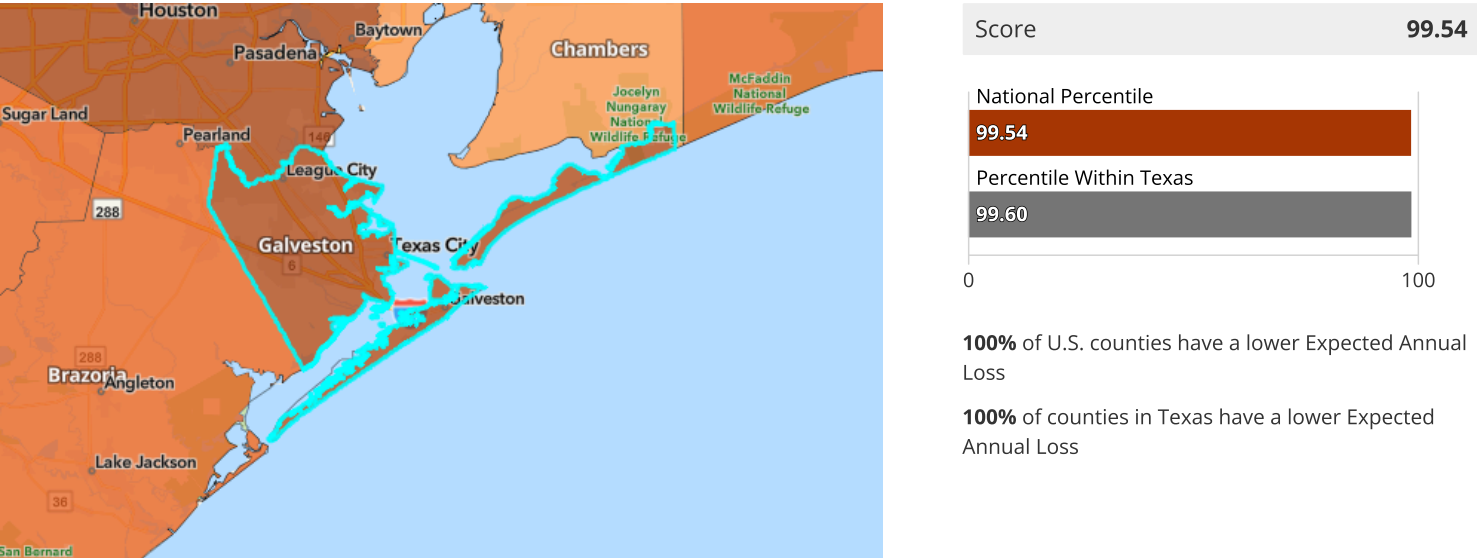 Houston
Baytown
Pasadena
Chambers
Jocelyn
Nungaray
National
Wildlife Refuge
McFaddin
National
Wildlife Refuge
Sugar Land
Pearland
146
League City
288
Galveston
Texas City
6
Galveston
288
Brazoria
Angleton
Lake Jackson
36
San Bernard
Score 99.54
National Percentile
99.54
Percentile Within Texas
99.60
0 100
100% of U.S. counties have a lower Expected Annual
Loss
100% of counties in Texas have a lower Expected
Annual Loss